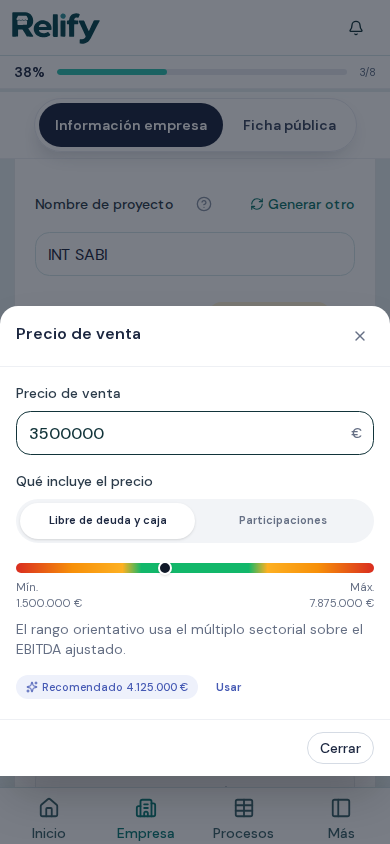 Relify
38%
3/8
Información empresa
Ficha pública
Nombre de proyecto
Generar otro
INT SABI
Precio de venta
Precio de venta
3500000
€
Qué incluye el precio
Libre de deuda y caja
Participaciones
Mín.
Máx.
1.500.000 €
7.875.000 €
El rango orientativo usa el múltiplo sectorial sobre el
EBITDA ajustado.
Recomendado 4.125.000 €
Usar
Cerrar
Inicio
Empresa
Procesos
Más